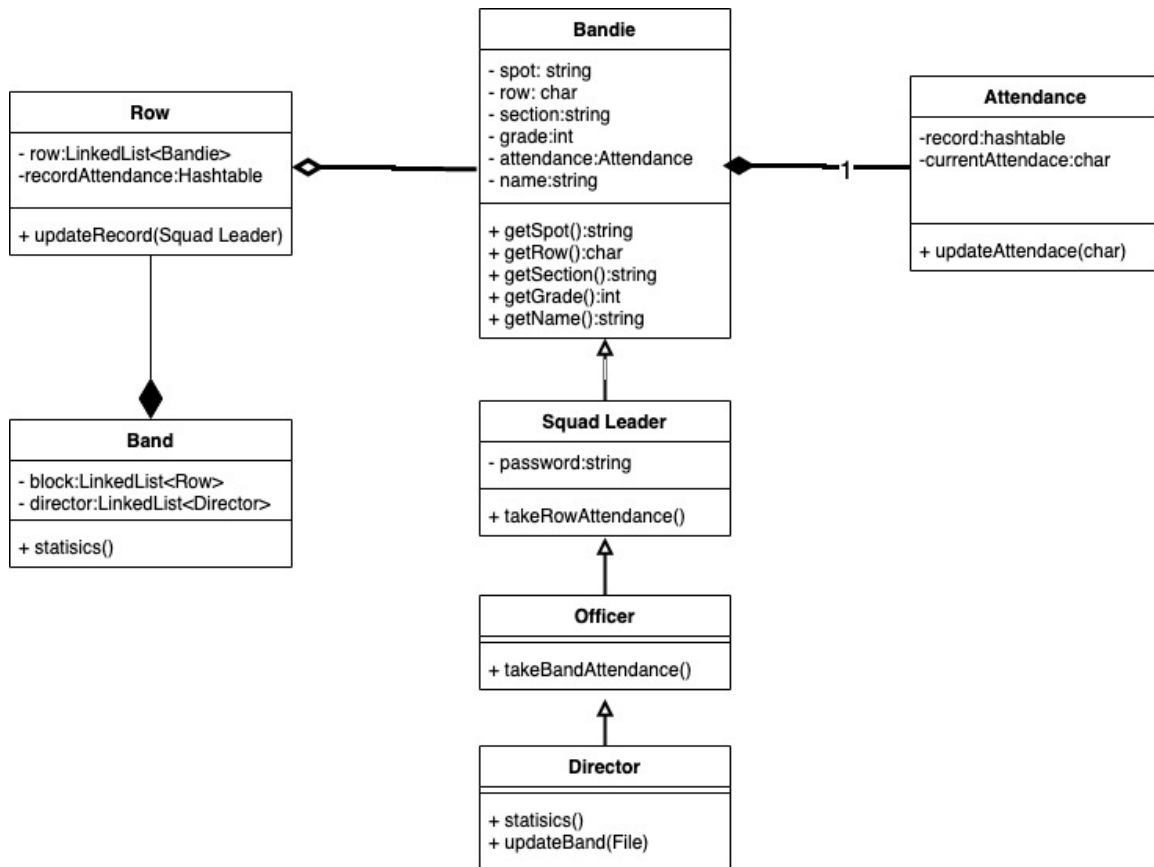 Bandie
- spot: string
- row: char
- section:string
- grade:int
- attendance:Attendance
- name:string
+ getSpot():string
+ getRow():char
+ getSection():string
+ getGrade():int
+ getName():string
Row
- row:LinkedList<Bandie>
-recordAttendance:Hashtable
+ updateRecord(Squad Leader)
Attendance
-record:hashtable
-currentAttendace:char
+ updateAttendace(char)
1
Band
- block:LinkedList<Row>
- director:LinkedList<Director>
+ statisics()
Squad Leader
- password:string
+ takeRowAttendance()
Officer
+ takeBandAttendance()
Director
+ statisics()
+ updateBand(File)